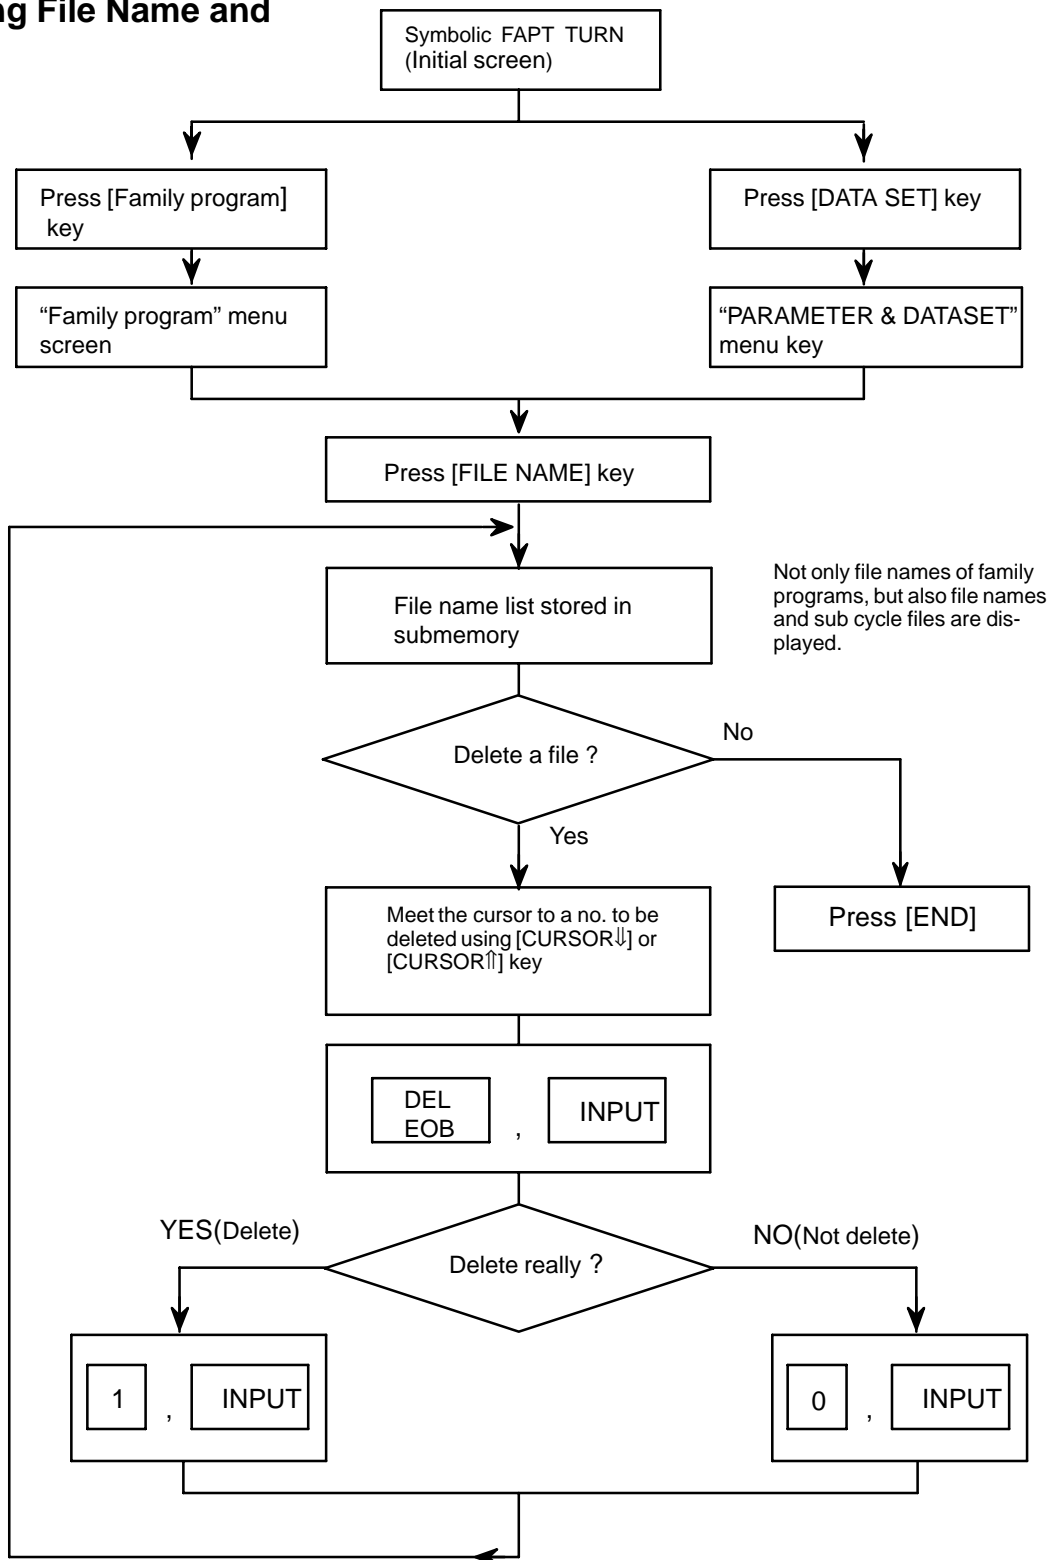 ng File Name and
Symbolic FAPT TURN
(Initial screen)
Press [Family program]
key
Press [DATA SET] key
“Family program” menu
screen
“PARAMETER & DATASET”
menu key
Press [FILE NAME] key
File name list stored in
submemory
Not only file names of family
programs, but also file names
and sub cycle files are dis-
played.
Delete a file ?
No
Yes
Press [END]
Meet the cursor to a no. to be
deleted using [CURSOR⇓] or
[CURSOR⇑] key
DEL
EOB
, INPUT
YES(Delete)
NO(Not delete)
Delete really ?
1 , INPUT
0 , INPUT